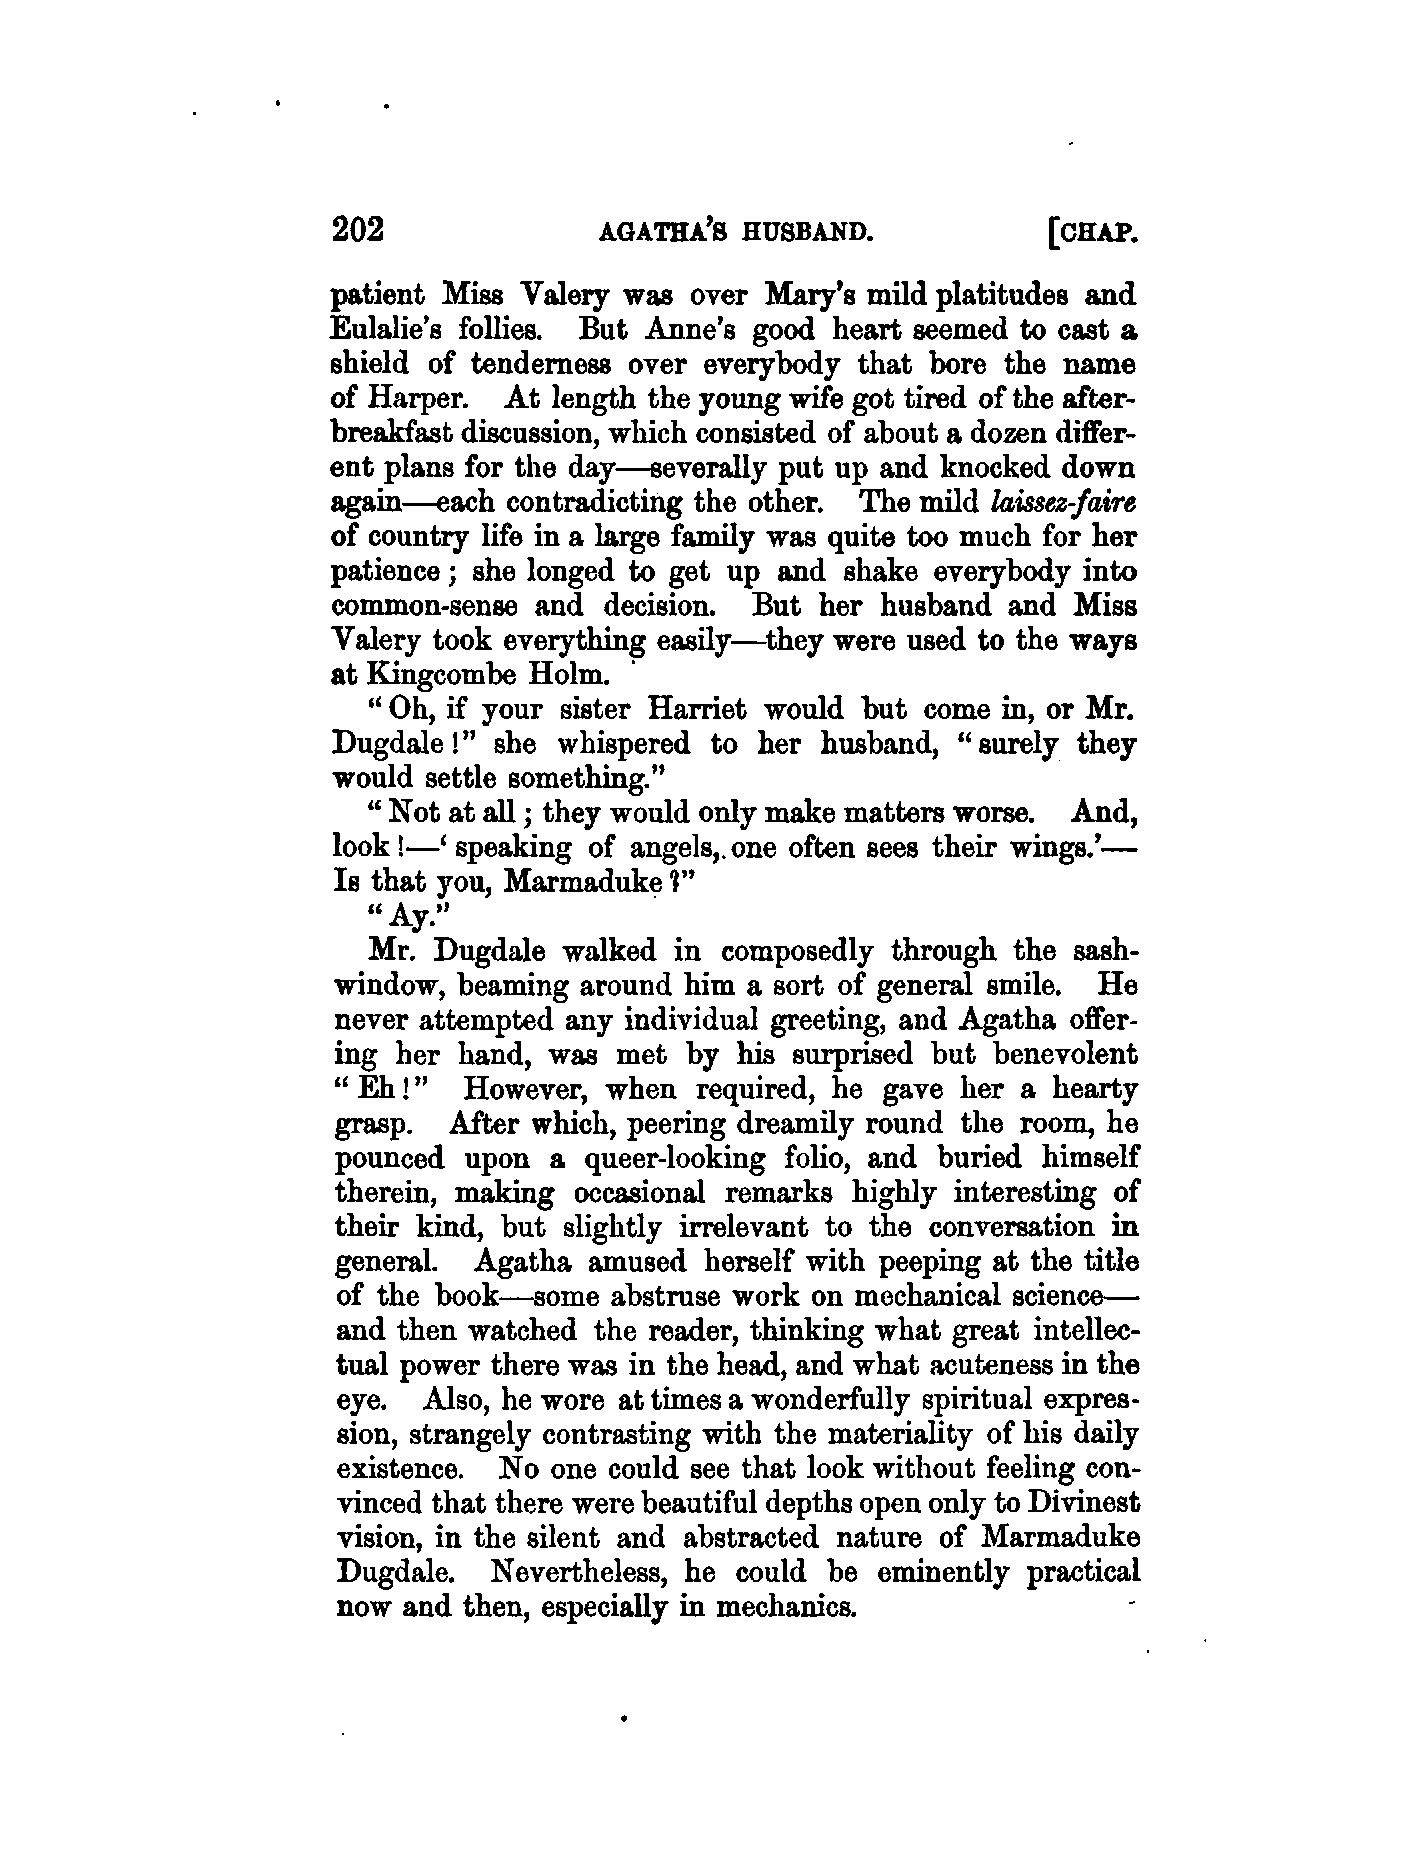 202 AGATHA'S HUSBAND. [CHAP.
patient Miss Valery was over Mary's mild platitudes and
Eulalie's follies. But Anne's good heart seemed to cast a
shield of tenderness over everybody that bore the name
of Harper. At length the young wife got tired of the after-
breakfast discussion, which consisted of about a dozen differ-
ent plans for the day—severally put up and knocked down
again—each contradicting the other. The mild laissez-faire
of country life in a large family was quite too much for her
patience; she longed to get up and shake everybody into
common-sense and decision. But her husband and Miss
Valery took everything easily—they were used to the ways
at Kingcombe Holm.
"Oh, if your sister Harriet would but come in, or Mr.
Dugdale!" she whispered to her husband, "surely they
would settle something."
"Not at all; they would only make matters worse. And,
look!—'speaking of angels, one often sees their wings.'—
Is that you, Marmaduke?"
"Ay."
Mr. Dugdale walked in composedly through the sash-
window, beaming around him a sort of general smile. He
never attempted any individual greeting, and Agatha offer-
ing her hand, was met by his surprised but benevolent
"Eh!" However, when required, he gave her a hearty
grasp. After which, peering dreamily round the room, he
pounced upon a queer-looking folio, and buried himself
therein, making occasional remarks highly interesting of
their kind, but slightly irrelevant to the conversation in
general. Agatha amused herself with peeping at the title
of the book—some abstruse work on mechanical science—
and then watched the reader, thinking what great intellec-
tual power there was in the head, and what acuteness in the
eye. Also, he wore at times a wonderfully spiritual expres-
sion, strangely contrasting with the materiality of his daily
existence. No one could see that look without feeling con-
vinced that there were beautiful depths open only to Divinest
vision, in the silent and abstracted nature of Marmaduke
Dugdale. Nevertheless, he could be eminently practical
now and then, especially in mechanics.